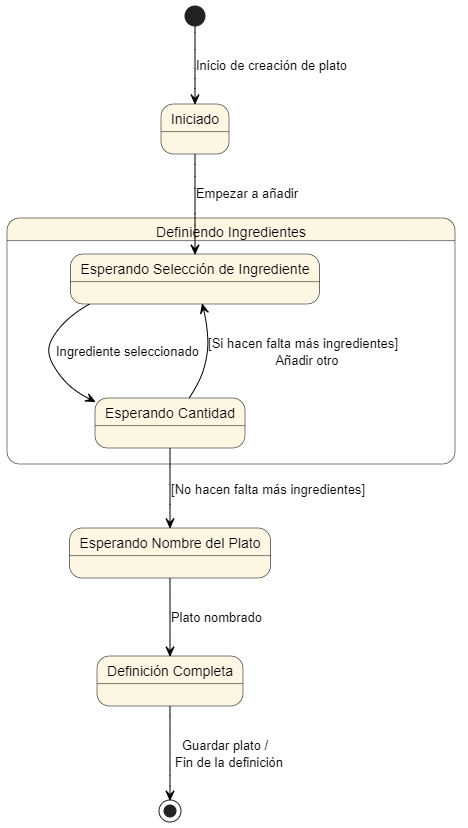 Inicio de creación de plato
Iniciado
Empezar a añadir
Definiendo Ingredientes
Esperando Selección de Ingrediente
Ingrediente seleccionado
[Si hacen falta más ingredientes]
Añadir otro
Esperando Cantidad
[No hacen falta más ingredientes]
Esperando Nombre del Plato
Plato nombrado
Definición Completa
Guardar plato /
Fin de la definición